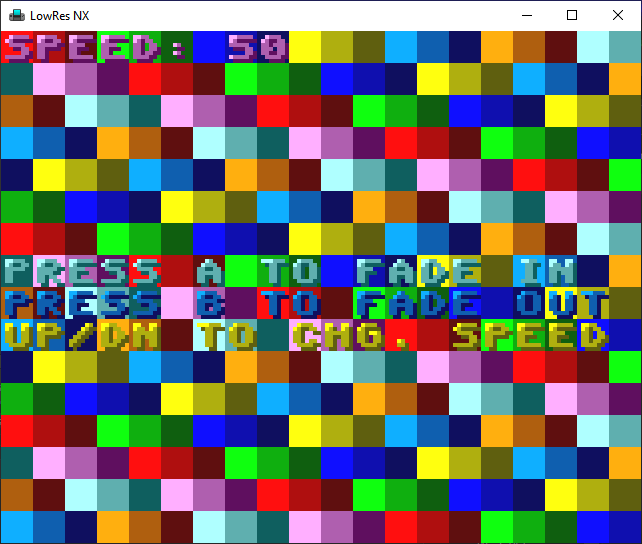 LowRes NX
SPEED: 50
PRESS A TO FADE IN
PRESS B TO FADE OUT
UP/DN TO CHG. SPEED